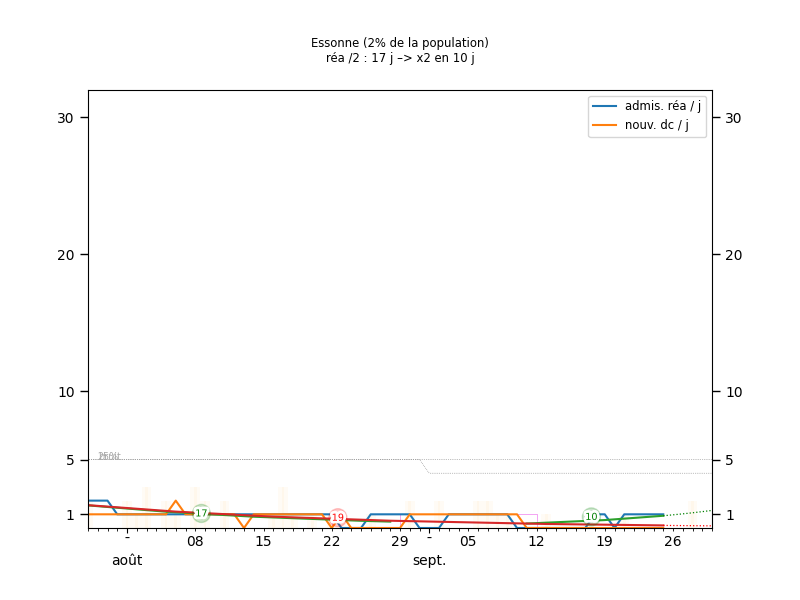 Essonne (2% de la population)
réa /2 : 17 j –> x2 en 10 j
admis. réa / j
nouv. dc / j
30 30
20 20
10 10
5 5
1 1
17 19 10
- 08 15 22 29 - 05 12 19 26
août sept.